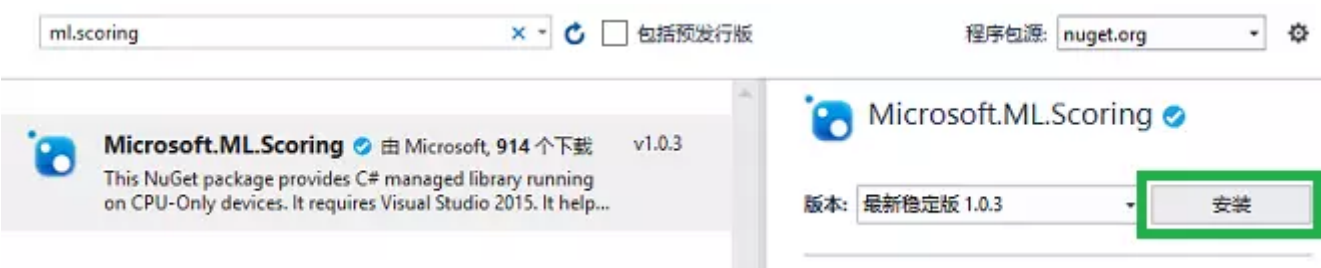 ml.scoring
包括预发行版
程序包源: nuget.org
Microsoft.ML.Scoring 由 Microsoft, 914 个下载 v1.0.3
This NuGet package provides C# managed library running
on CPU-Only devices. It requires Visual Studio 2015. It help...
Microsoft.ML.Scoring
版本: 最新稳定版 1.0.3
安装